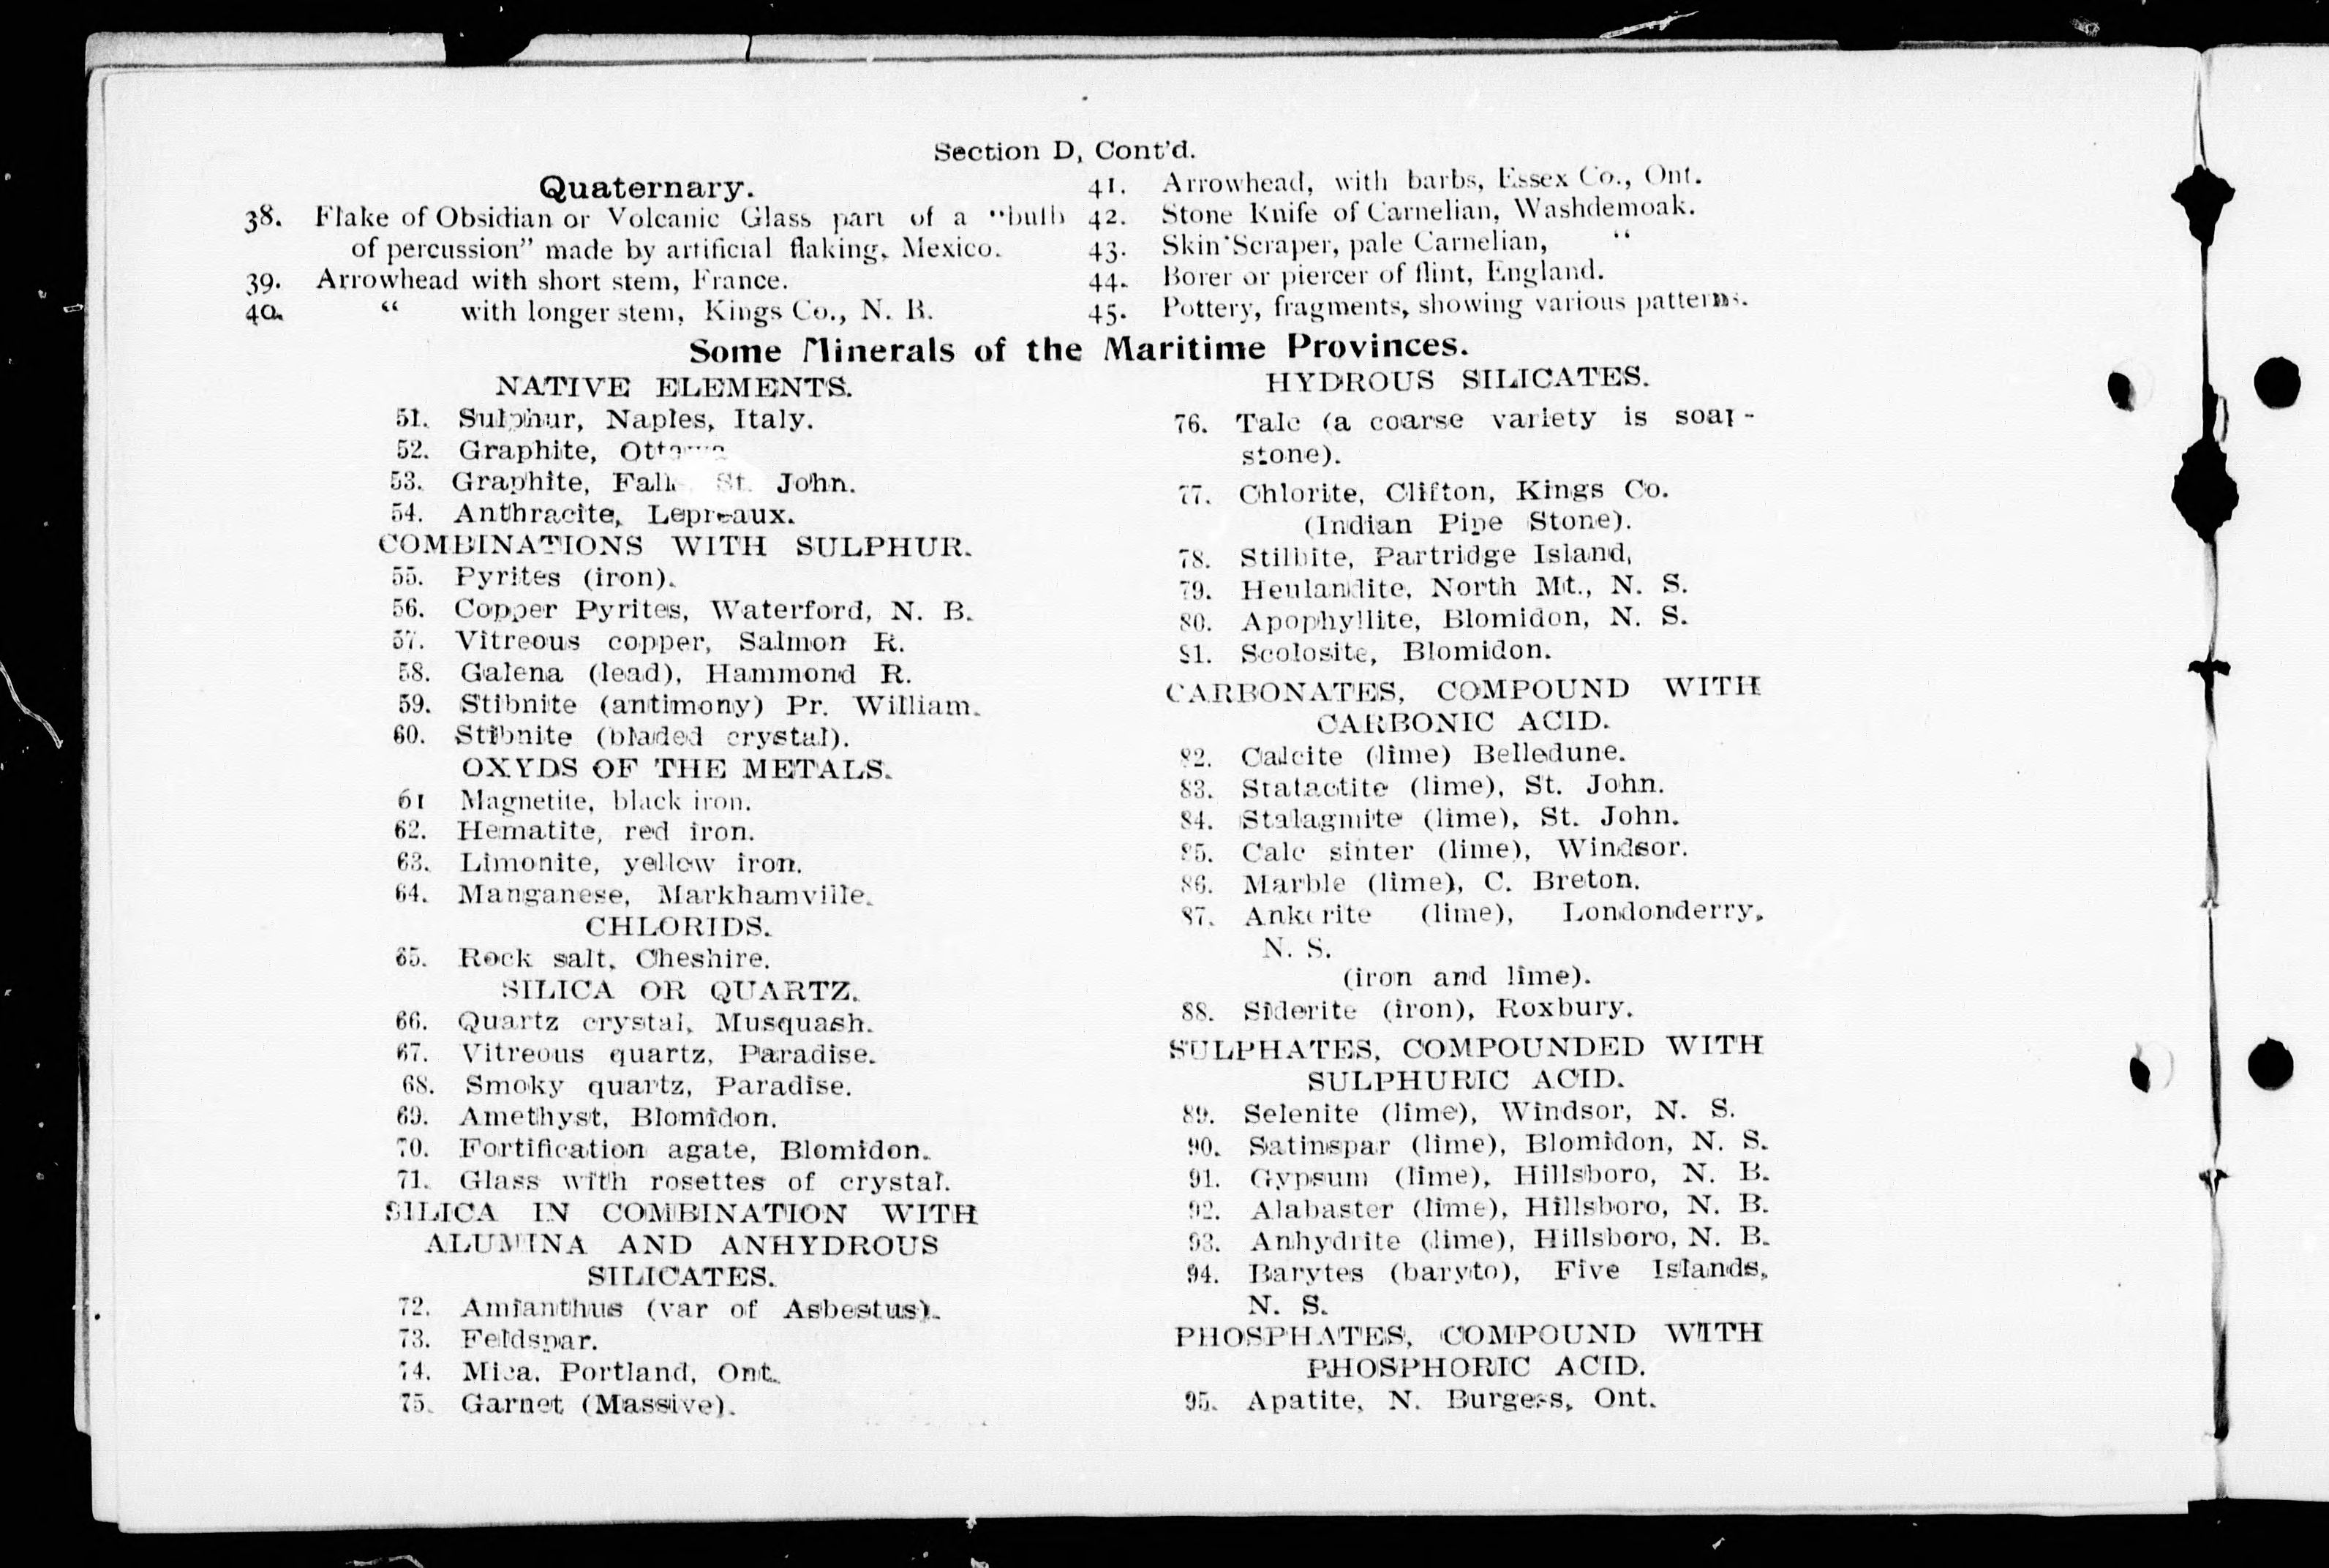 Section D, Cont'd.
Quaternary.
38. Flake of Obsidian or Volcanic Glass part of a "bulb
of percussion" made by artificial flaking, Mexico.
39. Arrowhead with short stem, France.
40. " with longer stem, Kings Co., N. B.
41. Arrowhead, with barbs, Essex Co., Ont.
42. Stone Knife of Carnelian, Washdemoak.
43. Skin Scraper, pale Carnelian, "
44. Borer or piercer of flint, England.
45. Pottery, fragments, showing various patterns.
Some Minerals of the Maritime Provinces.
NATIVE ELEMENTS.
51. Sulphur, Naples, Italy.
52. Graphite,
53. Graphite, St. John.
54. Anthracite, Lepreaux.
COMBINATIONS WITH SULPHUR.
55. Pyrites (iron).
56. Copper Pyrites, Waterford, N. B.
57. Vitreous copper, Salmon R.
58. Galena (lead), Hammond R.
59. Stibnite (antimony) Pr. William.
60. Stibnite (bladed crystal).
OXYDS OF THE METALS.
61 Magnetite, black iron.
62. Hematite, red iron.
63. Limonite, yellow iron.
64. Manganese, Markhamville.
CHLORIDS.
65. Rock salt, Cheshire.
SILICA OR QUARTZ.
66. Quartz crystal, Musquash.
67. Vitreous quartz, Paradise.
68. Smoky quartz, Paradise.
69. Amethyst, Blomidon.
70. Fortification agate, Blomidon.
71. Glass with rosettes of crystal.
SILICA IN COMBINATION WITH
ALUMINA AND ANHYDROUS
SILICATES.
72. Amianthus (var of Asbestus).
73. Feldspar.
74. Mica, Portland, Ont.
75. Garnet (Massive).
HYDROUS SILICATES.
76. Talc (a coarse variety is soap-
stone).
77. Chlorite, Clifton, Kings Co.
(Indian Pipe Stone).
78. Stilbite, Partridge Island,
79. Heulandite, North Mt., N. S.
80. Apophyllite, Blomidon, N. S.
81. Scolosite, Blomidon.
CARBONATES, COMPOUND WITH
CARBONIC ACID.
82. Calcite (lime) Belledune.
83. Statactite (lime), St. John.
84. Stalagmite (lime), St. John.
85. Calc sinter (lime), Windsor.
86. Marble (lime), C. Breton.
87. Ankerite (lime), Londonderry,
N. S.
(iron and lime).
88. Siderite (iron), Roxbury.
SULPHATES, COMPOUNDED WITH
SULPHURIC ACID.
89. Selenite (lime), Windsor, N. S.
90. Satinspar (lime), Blomidon, N. S.
91. Gypsum (lime), Hillsboro, N. B.
92. Alabaster (lime), Hillsboro, N. B.
93. Anhydrite (lime), Hillsboro, N. B.
94. Barytes (baryto), Five Islands,
N. S.
PHOSPHATES, COMPOUND WITH
PHOSPHORIC ACID.
95. Apatite, N. Burgess, Ont.